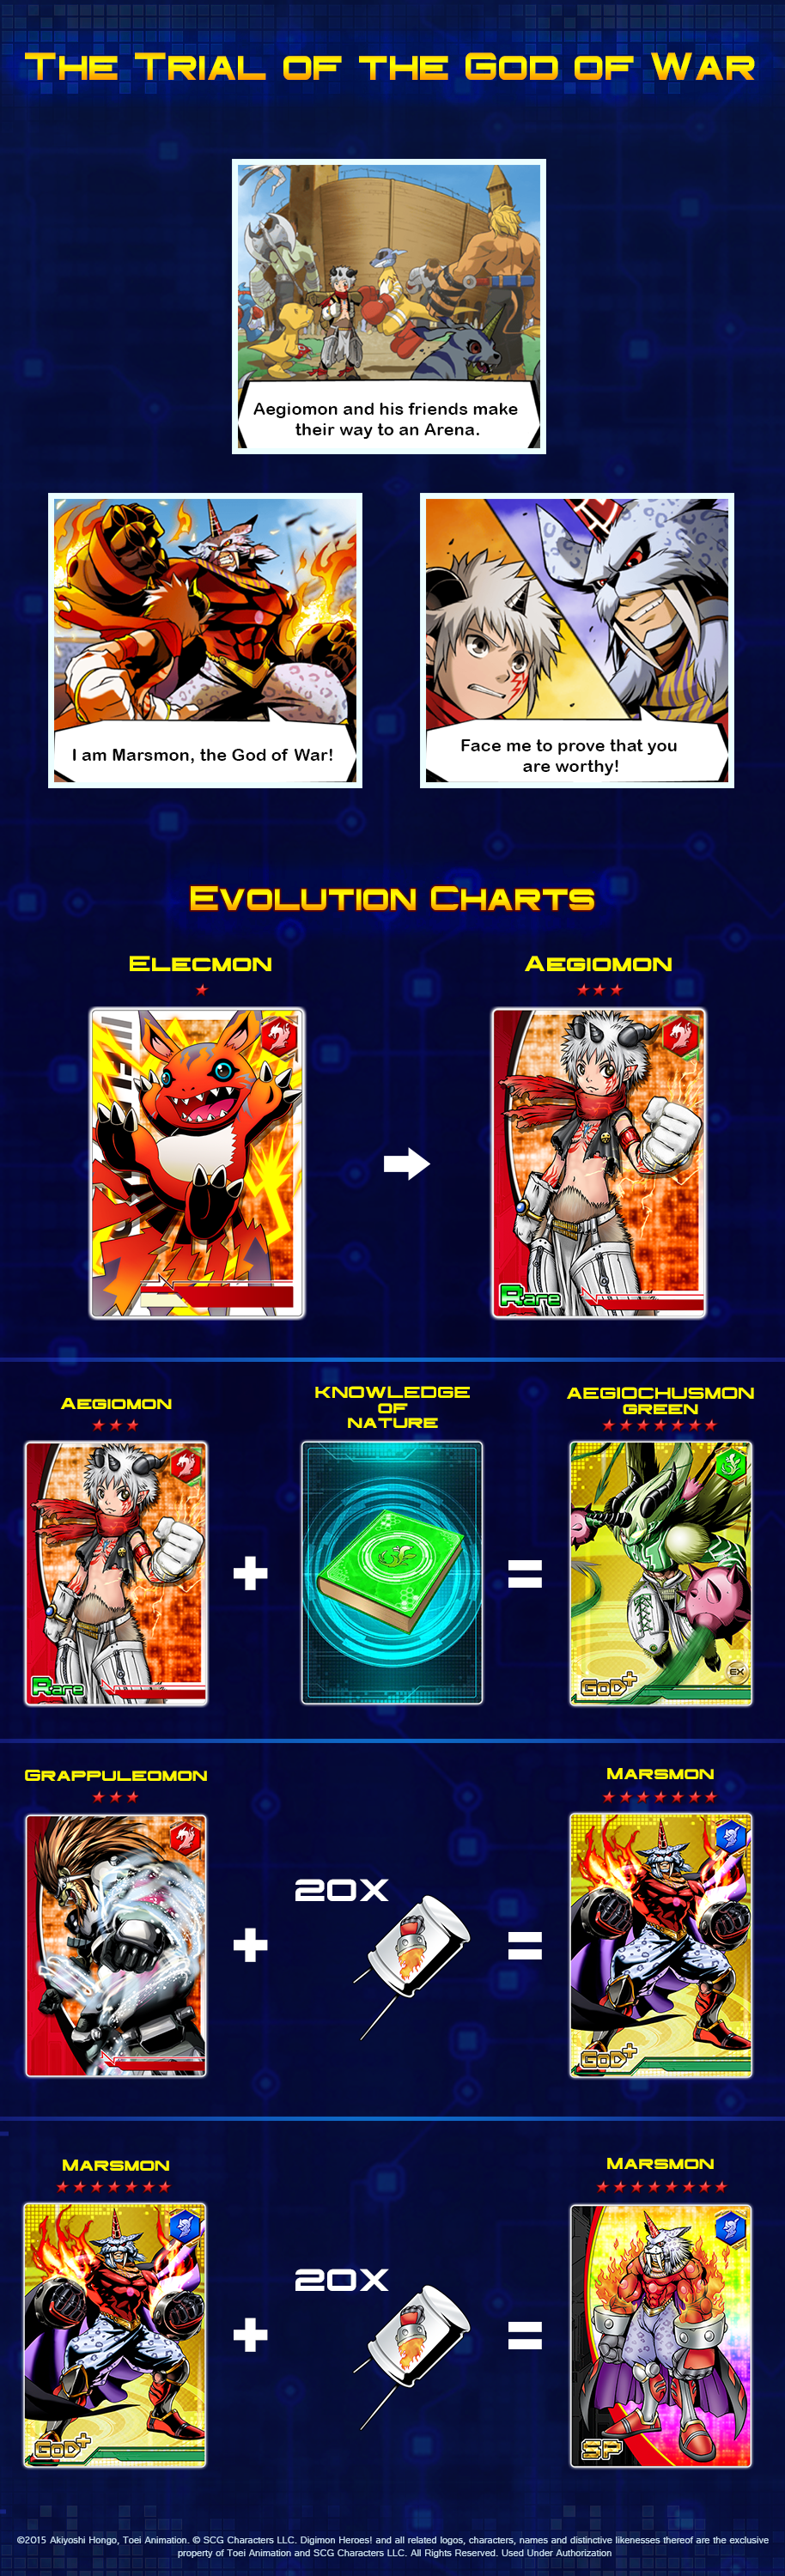 The Trial of the God of War
Aegiomon and his friends make
their way to an Arena.
I am Marsmon, the God of War!
Face me to prove that you
are worthy!
Evolution Charts
Elecmon
Aegiomon
Rare
Aegiomon
Knowledge
of
Nature
Aegiochusmon
Green
Rare
+
=
EX
GOD+
Grappuleomon
Marsmon
20X
+
=
GOD+
Marsmon
Marsmon
20X
+
=
GOD+
SP
©2015 Akiyoshi Hongo, Toei Animation. © SCG Characters LLC. Digimon Heroes! and all related logos, characters, names and distinctive likenesses thereof are the exclusive
property of Toei Animation and SCG Characters LLC. All Rights Reserved. Used Under Authorization